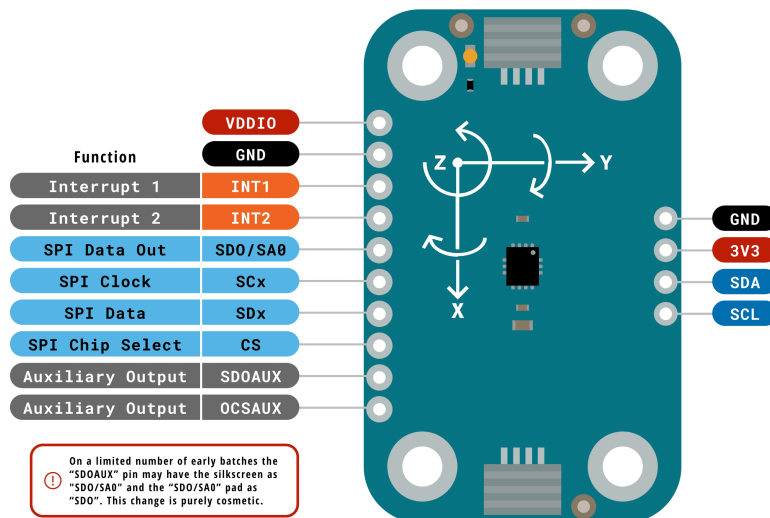 Function
VDDIO
GND
Interrupt 1 INT1
Interrupt 2 INT2
SPI Data Out SDO/SA0
SPI Clock SCx
SPI Data SDx
SPI Chip Select CS
Auxiliary Output SDOAUX
Auxiliary Output OCSAUX
Z
Y
X
GND
3V3
SDA
SCL
! On a limited number of early batches the
“SDOAUX” pin may have the silkscreen as
"SDO/SA0" and the “SDO/SA0” pad as
“SDO”. This change is purely cosmetic.